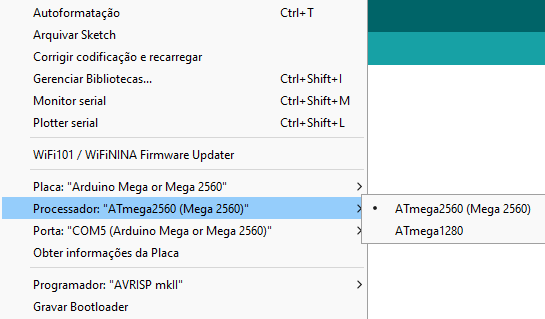 Autoformatação Ctrl+T
Arquivar Sketch
Corrigir codificação e recarregar
Gerenciar Bibliotecas... Ctrl+Shift+I
Monitor serial Ctrl+Shift+M
Plotter serial Ctrl+Shift+L
WiFi101 / WiFiNINA Firmware Updater
Placa: "Arduino Mega or Mega 2560"
Processador: "ATmega2560 (Mega 2560)"
ATmega2560 (Mega 2560)
Porta: "COM5 (Arduino Mega or Mega 2560)"
ATmega1280
Obter informações da Placa
Programador: "AVRISP mkII"
Gravar Bootloader